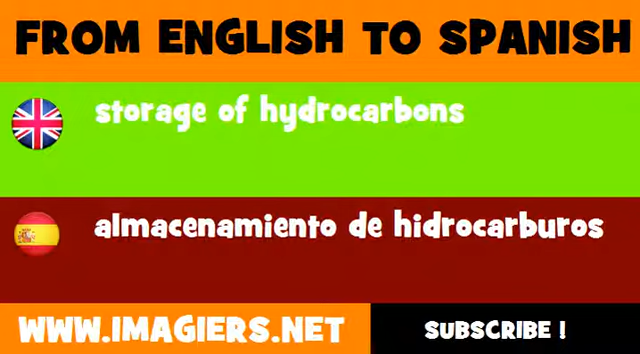 FROM ENGLISH TO SPANISH
storage of hydrocarbons
almacenamiento de hidrocarburos
WWW.IMAGIERS.NET
SUBSCRIBE !